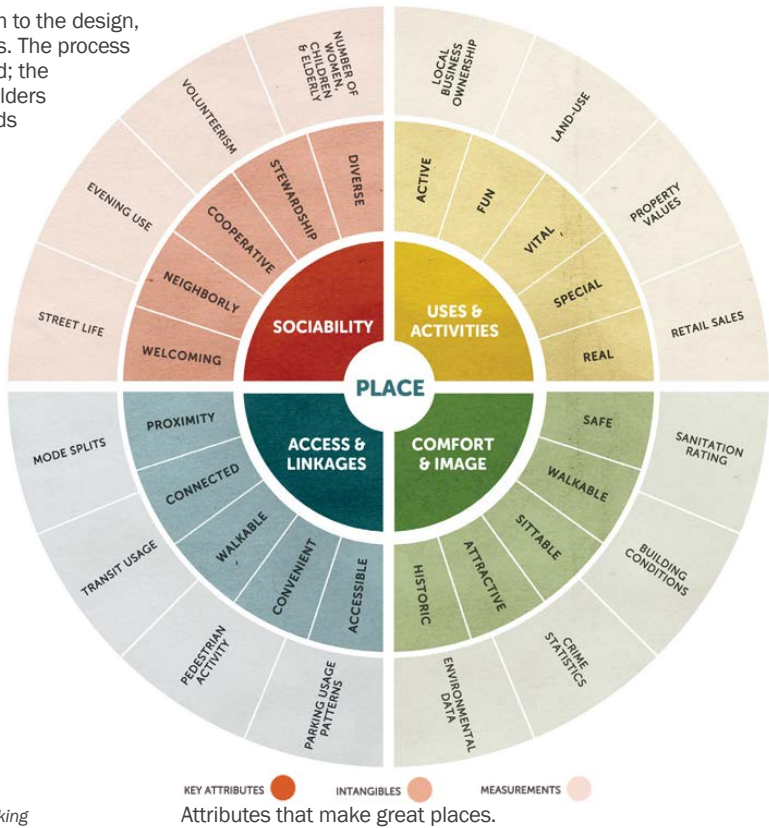 n to the design,
s. The process
d; the
lders
ds
NUMBER OF
WOMEN,
CHILDREN
& ELDERLY
VOLUNTEERISM
EVENING USE
STREET LIFE
DIVERSE
STEWARDSHIP
COOPERATIVE
NEIGHBORLY
WELCOMING
SOCIABILITY
LOCAL
BUSINESS
OWNERSHIP
LAND-USE
PROPERTY
VALUES
RETAIL SALES
ACTIVE
FUN
VITAL
SPECIAL
REAL
USES &
ACTIVITIES
PLACE
ACCESS &
LINKAGES
PROXIMITY
CONNECTED
WALKABLE
CONVENIENT
ACCESSIBLE
MODE SPLITS
TRANSIT USAGE
PEDESTRIAN
ACTIVITY
PARKING USAGE
PATTERNS
COMFORT
& IMAGE
SAFE
WALKABLE
SITTABLE
ATTRACTIVE
HISTORIC
SANITATION
RATING
BUILDING
CONDITIONS
CRIME
STATISTICS
ENVIRONMENTAL
DATA
KEY ATTRIBUTES
INTANGIBLES
MEASUREMENTS
king
Attributes that make great places.